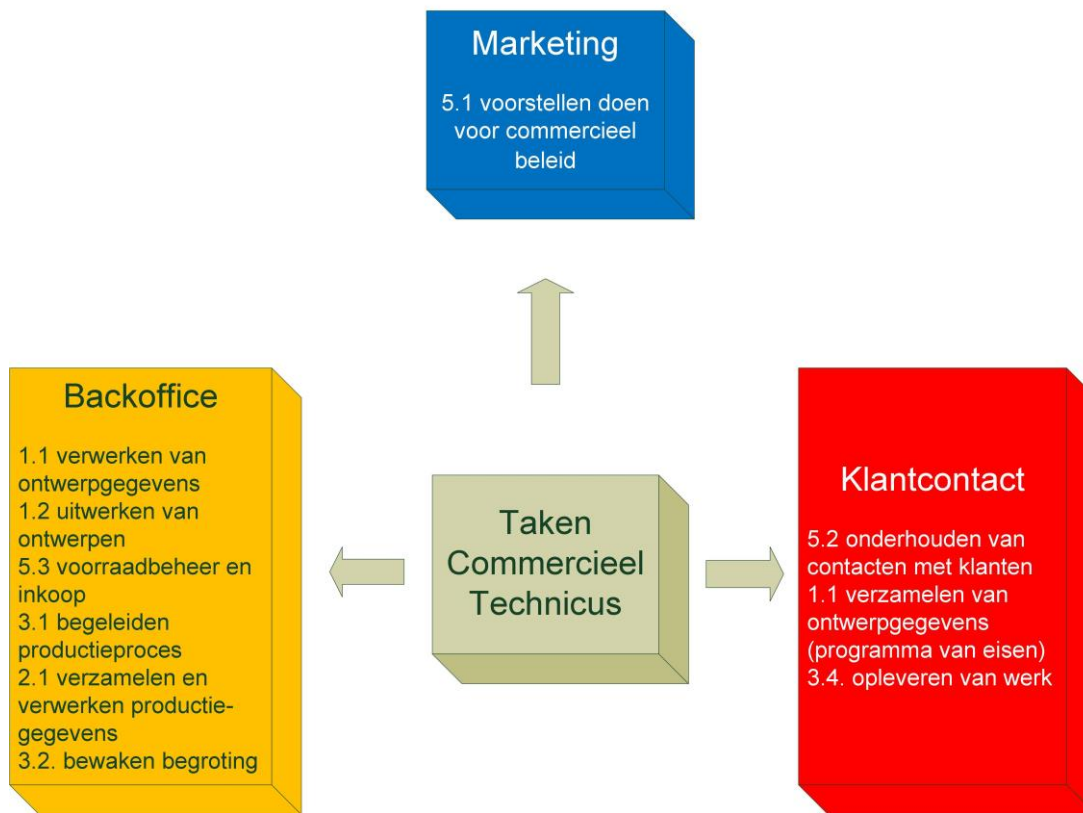 Marketing
5.1 voorstellen doen
voor commercieel
beleid
Backoffice
1.1 verwerken van
ontwerpgegevens
1.2 uitwerken van
ontwerpen
5.3 voorraadbeheer en
inkoop
3.1 begeleiden
productieproces
2.1 verzamelen en
verwerken productie-
gegevens
3.2. bewaken begroting
Taken
Commercieel
Technicus
Klantcontact
5.2 onderhouden van
contacten met klanten
1.1 verzamelen van
ontwerpgegevens
(programma van eisen)
3.4. opleveren van werk